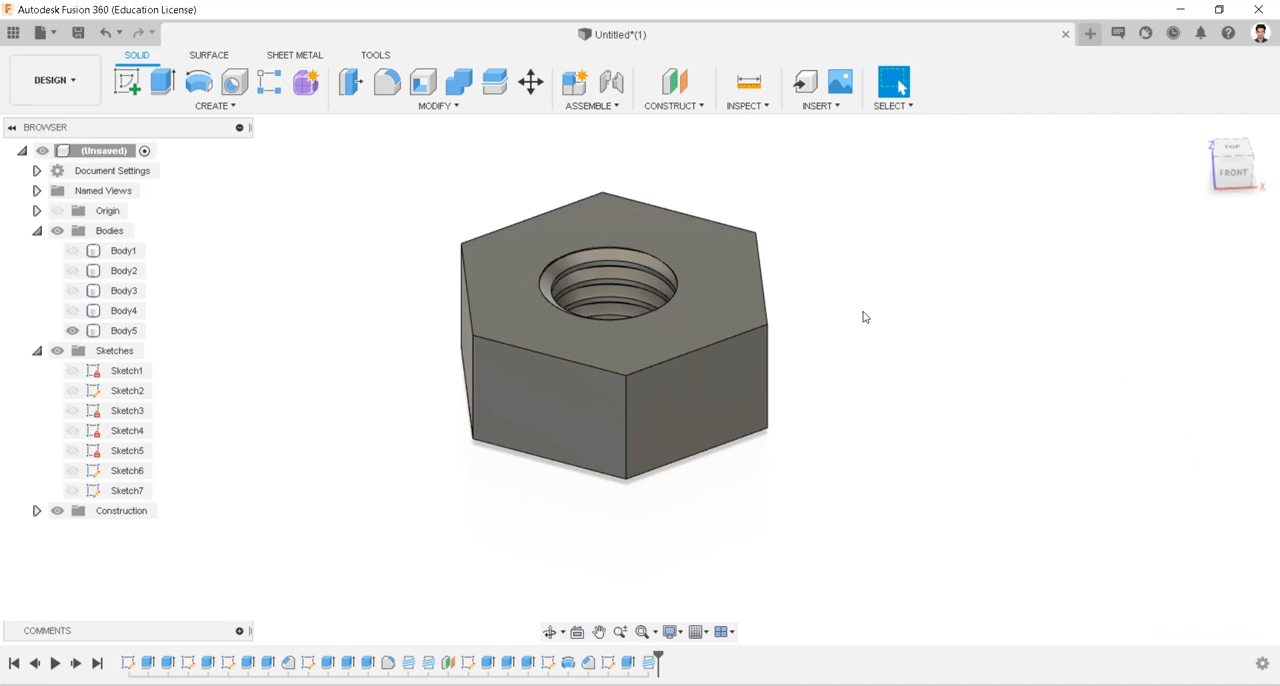 Autodesk Fusion 360 (Education License)
Untitled*(1)
DESIGN
SOLID
SURFACE
SHEET METAL
TOOLS
CREATE
MODIFY
ASSEMBLE
CONSTRUCT
INSPECT
INSERT
SELECT
BROWSER
(Unsaved)
Document Settings
Named Views
Origin
Bodies
Body1
Body2
Body3
Body4
Body5
Sketches
Sketch1
Sketch2
Sketch3
Sketch4
Sketch5
Sketch6
Sketch7
Construction
Z
TOP
FRONT
X
COMMENTS